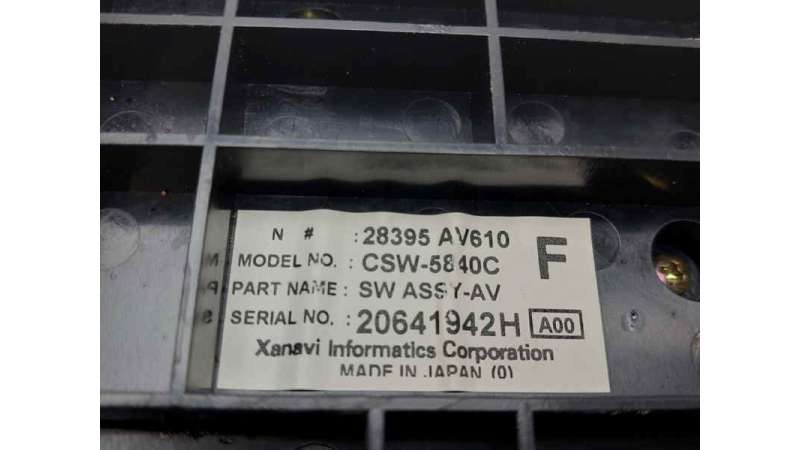 N # : 28395 AV610 F
MODEL NO. : CSW-5840C
PART NAME : SW ASSY-AV
SERIAL NO. : 20641942H A00
Xanavi Informatics Corporation
MADE IN JAPAN (0)